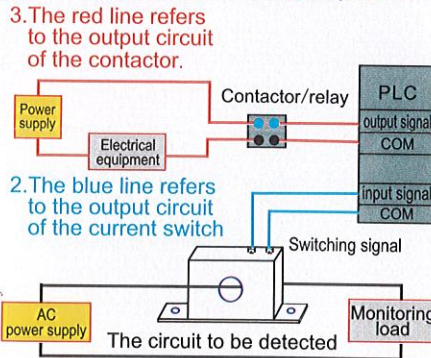 3.The red line refers
to the output circuit
of the contactor.
Contactor/relay
PLC
Power
supply
output signal
COM
Electrical
equipment
2.The blue line refers
to the output circuit
of the current switch
input signal
COM
Switching signal
AC
power supply
Monitoring
load
The circuit to be detected